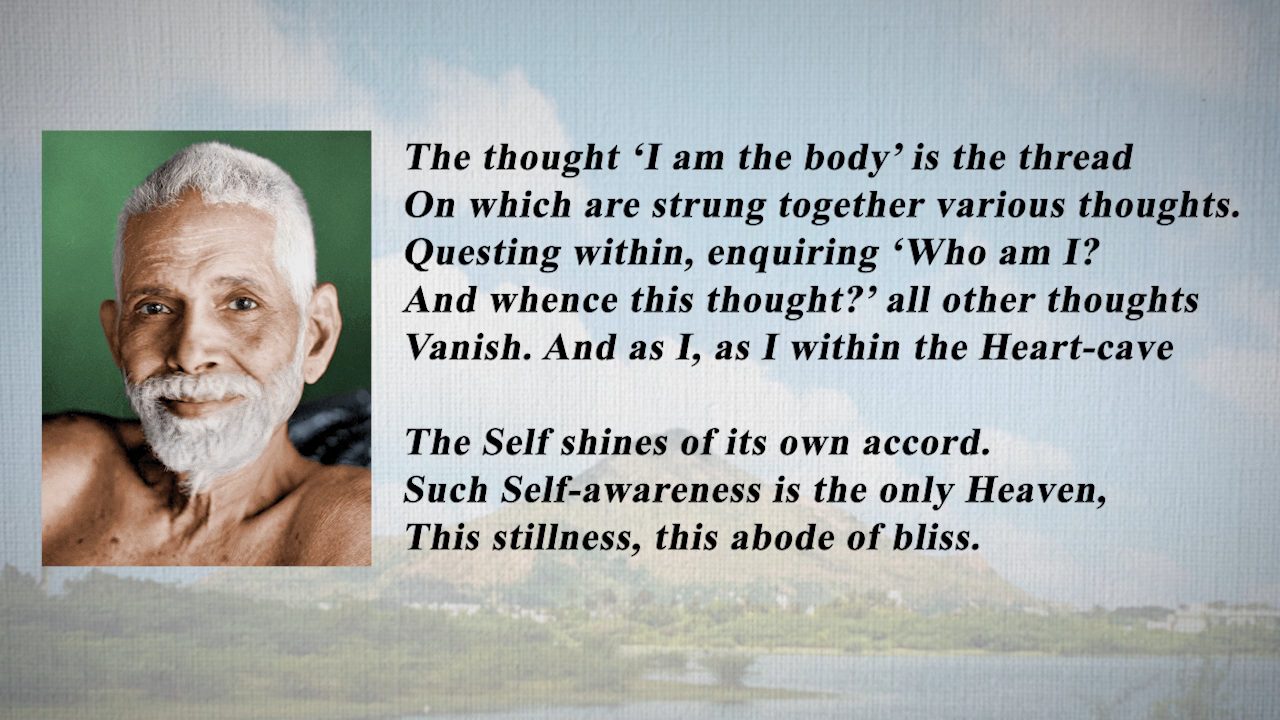 The thought ‘I am the body’ is the thread
On which are strung together various thoughts.
Questing within, enquiring ‘Who am I?
And whence this thought?’ all other thoughts
Vanish. And as I, as I within the Heart-cave
The Self shines of its own accord.
Such Self-awareness is the only Heaven,
This stillness, this abode of bliss.